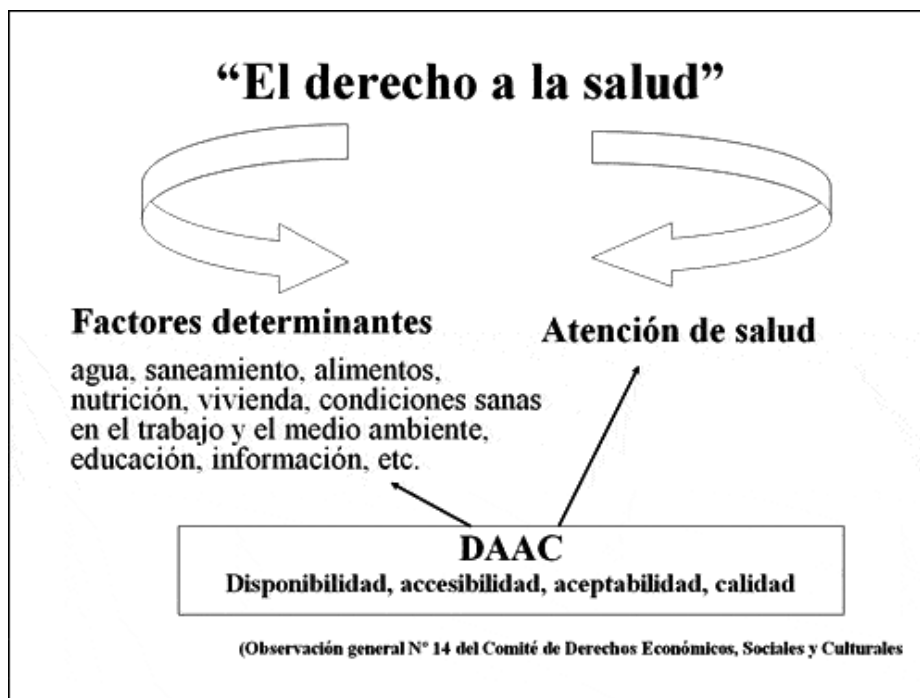 “El derecho a la salud”
Factores determinantes
agua, saneamiento, alimentos,
nutrición, vivienda, condiciones sanas
en el trabajo y el medio ambiente,
educación, información, etc.
Atención de salud
DAAC
Disponibilidad, accesibilidad, aceptabilidad, calidad
(Observación general Nº 14 del Comité de Derechos Económicos, Sociales y Culturales